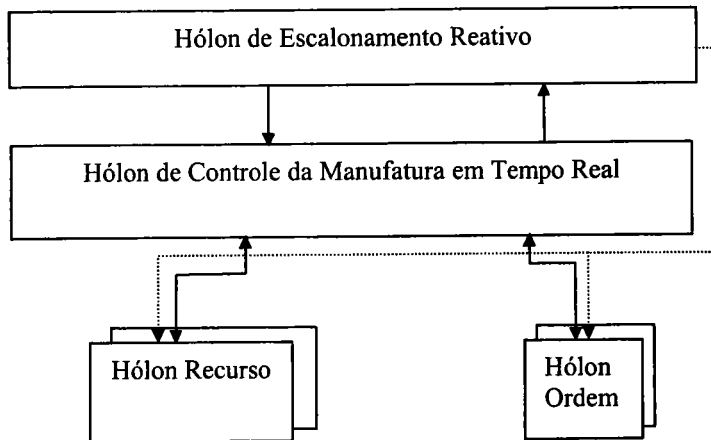 Hólon de Escalonamento Reativo
Hólon de Controle da Manufatura em Tempo Real
Hólon Recurso
Hólon
Ordem